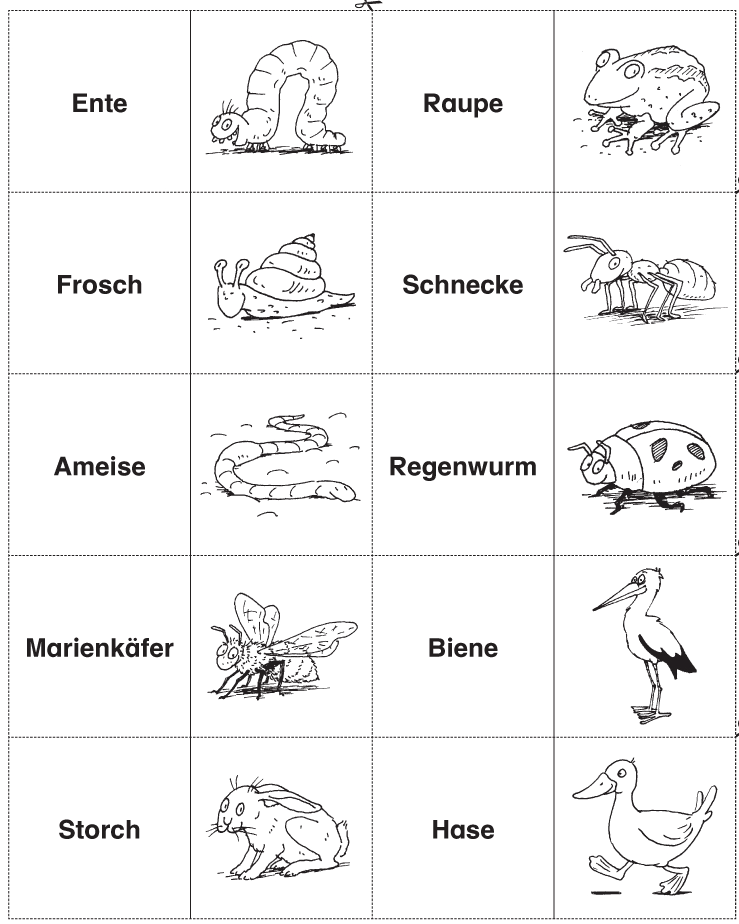 Ente
Raupe
Frosch
Schnecke
Ameise
Regenwurm
Marienkäfer
Biene
Storch
Hase